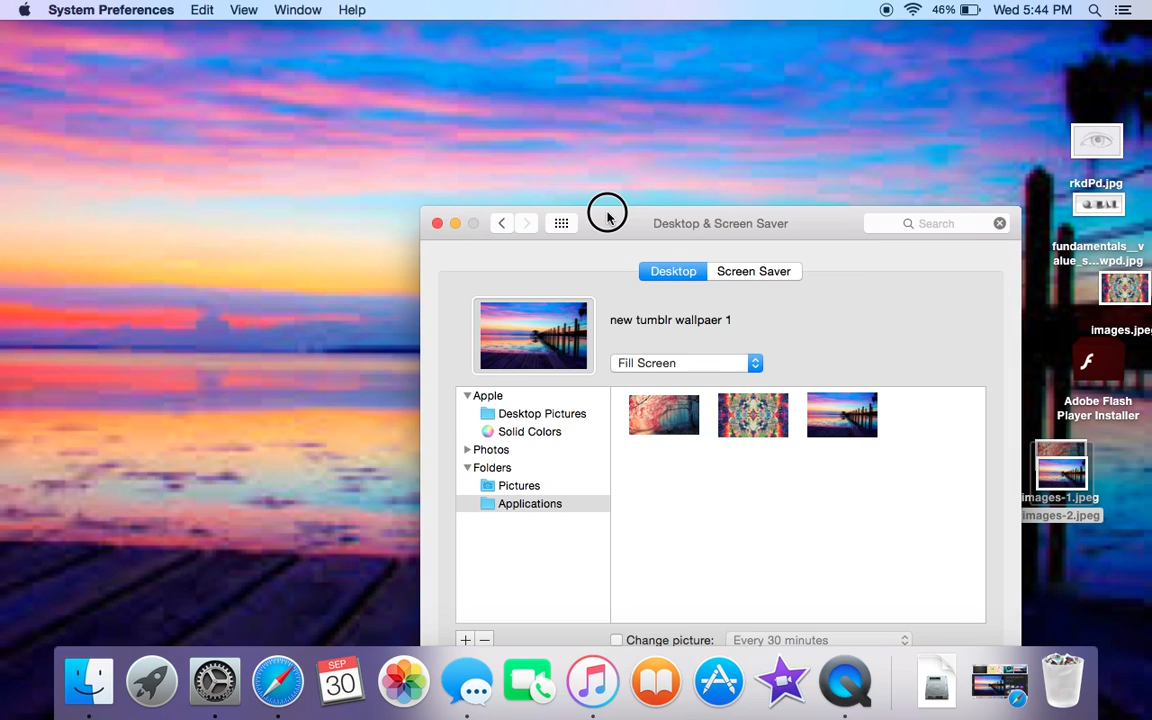 System Preferences Edit View Window Help 46% Wed 5:44 PM
rkdPd.jpg
fundamentals__v
alue_s...wpd.jpg
images.jpe
Adobe Flash
Player Installer
images-1.jpeg
images-2.jpeg
Desktop & Screen Saver Search
Desktop Screen Saver
new tumblr wallpaer 1
Fill Screen
Apple
Desktop Pictures
Solid Colors
Photos
Folders
Pictures
Applications
+ −
Change picture: Every 30 minutes
SEP
30